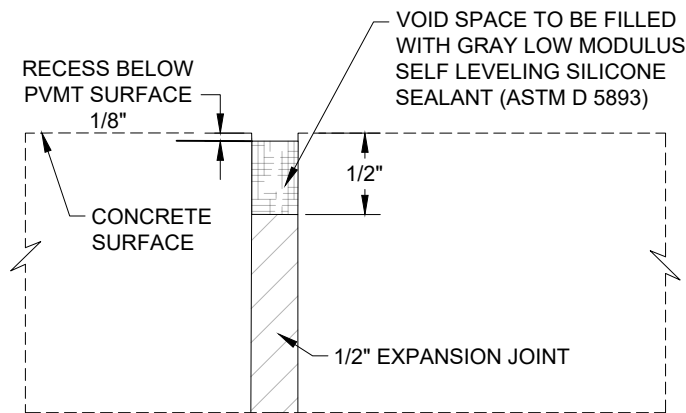 VOID SPACE TO BE FILLED
WITH GRAY LOW MODULUS
SELF LEVELING SILICONE
SEALANT (ASTM D 5893)
RECESS BELOW
PVMT SURFACE
1/8"
1/2"
CONCRETE
SURFACE
1/2" EXPANSION JOINT